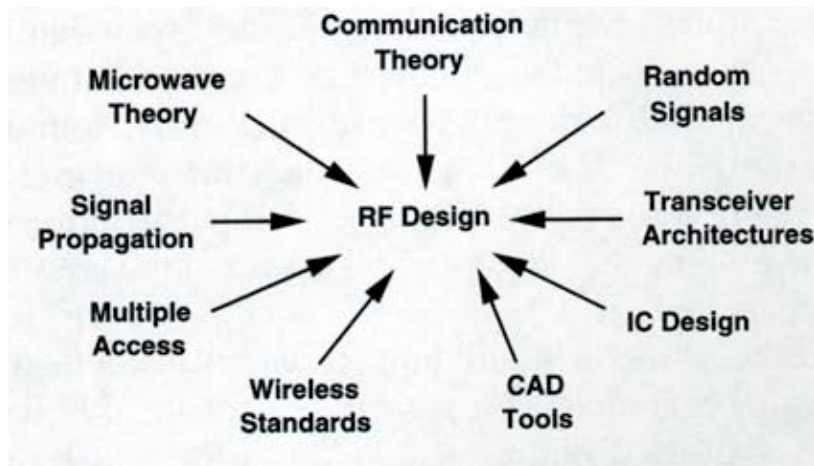 Communication
Theory
Microwave
Theory
Random
Signals
Signal
Propagation
RF Design
Transceiver
Architectures
Multiple
Access
IC Design
Wireless
Standards
CAD
Tools